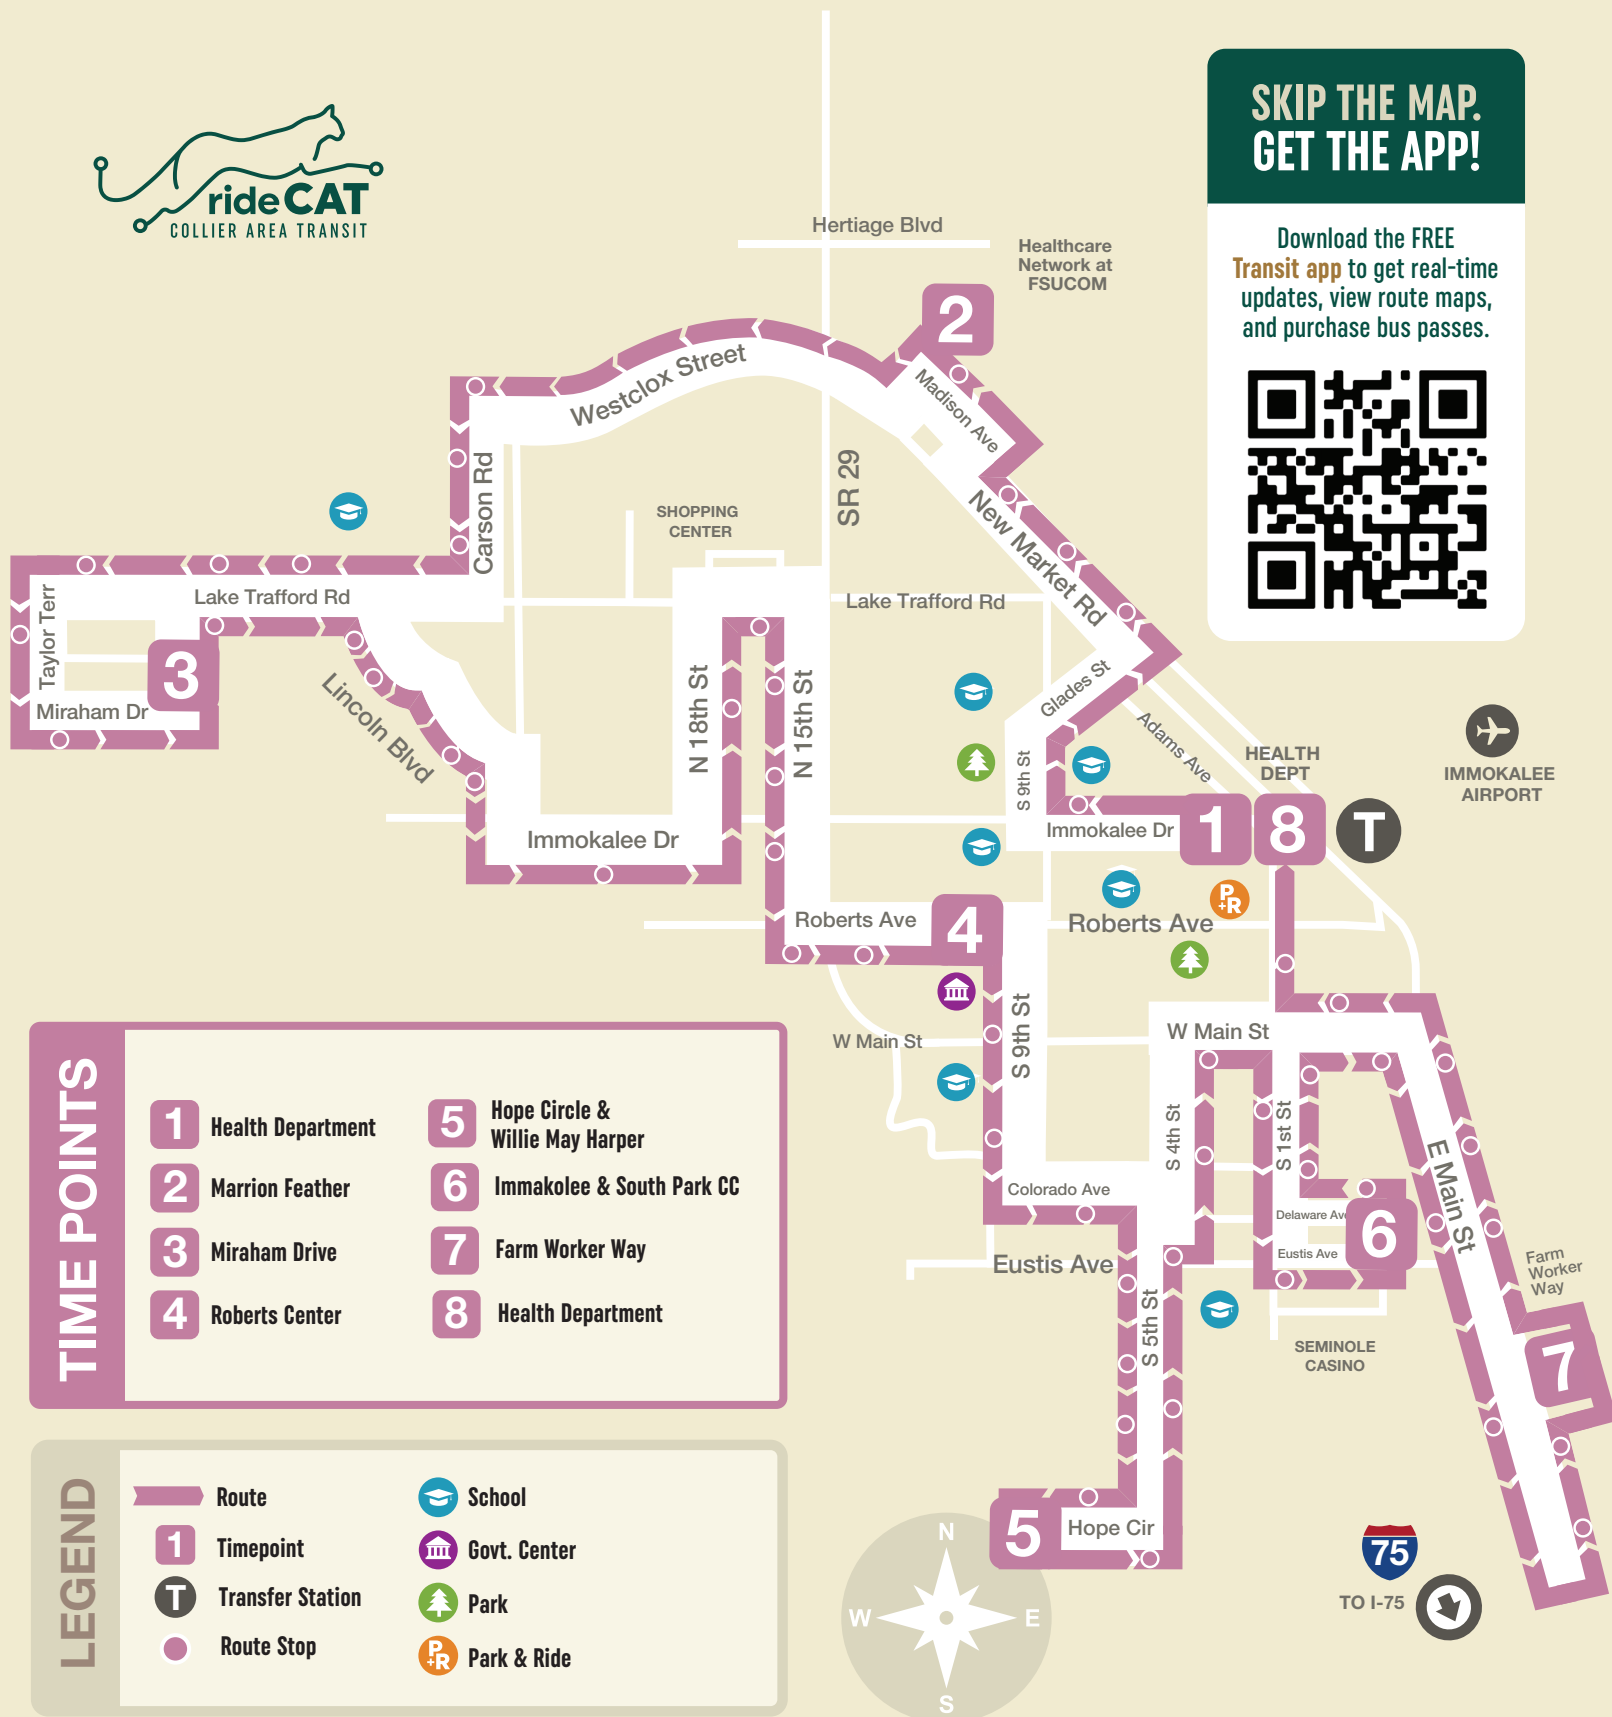 ride CAT
COLLIER AREA TRANSIT
SKIP THE MAP.
GET THE APP!
Download the FREE
Transit app to get real-time
updates, view route maps,
and purchase bus passes.
Hertiage Blvd
Healthcare
Network at
FSUCOM
2
Westclox Street
Madison Ave
SR 29
Carson Rd
SHOPPING
CENTER
New Market Rd
Lake Trafford Rd
Lake Trafford Rd
Taylor Terr
3
Miraham Dr
Lincoln Blvd
N 18th St
N 15th St
Glades St
Adams Ave
S 9th St
HEALTH
DEPT
IMMOKALEE
AIRPORT
Immokalee Dr
Immokalee Dr
1
8
T
P
+R
Roberts Ave
4
Roberts Ave
W Main St
S 9th St
W Main St
S 4th St
S 1st St
E Main St
Colorado Ave
Delaware Ave
6
Eustis Ave
Eustis Ave
Farm
Worker
Way
S 5th St
SEMINOLE
CASINO
7
5
Hope Cir
75
TO I-75
N
W
E
S
TIME POINTS
1 Health Department
2 Marrion Feather
3 Miraham Drive
4 Roberts Center
5 Hope Circle &
Willie May Harper
6 Immakolee & South Park CC
7 Farm Worker Way
8 Health Department
LEGEND
Route
1 Timepoint
T Transfer Station
Route Stop
School
Govt. Center
Park
P
+R Park & Ride